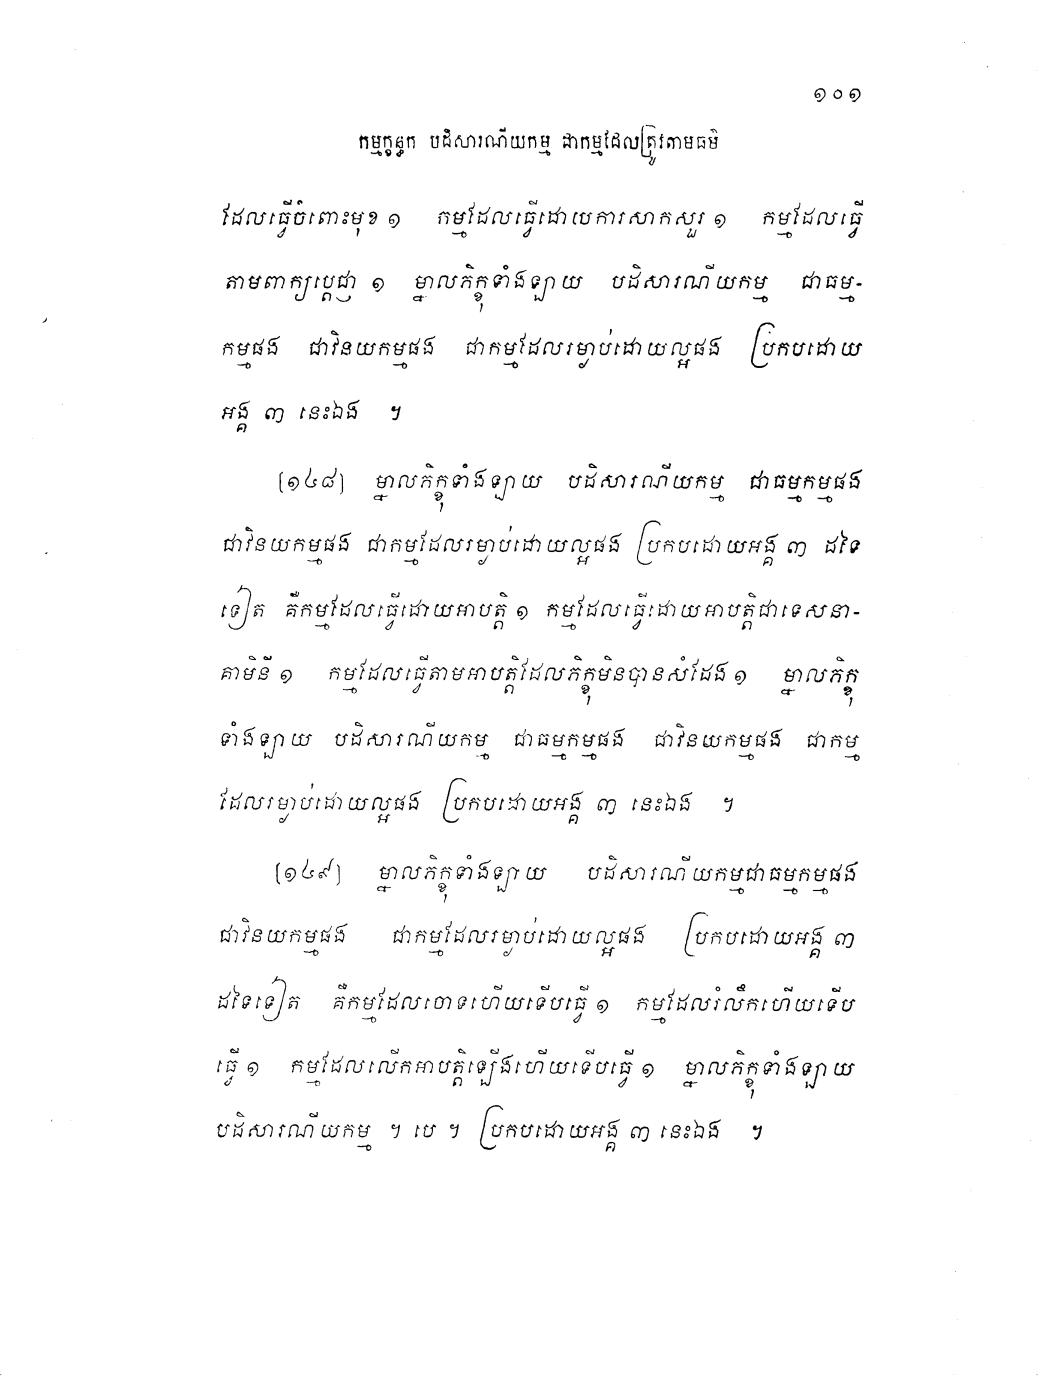 ១០១
កម្មក្ខន្ធក បដិសារណីយកម្ម ជាកម្មដែលត្រូវតាមធម៌
ដែលធ្វើចំពោះមុខ ១ កម្មដែលធ្វើដោយការសាកសួរ ១ កម្មដែលធ្វើ
តាមពាក្យប្តេជ្ញា ១ ម្នាលភិក្ខុទាំងឡាយ បដិសារណីយកម្ម ជាធម្ម-
កម្មផង ជាវិនយកម្មផង ជាកម្មដែលរម្ងាប់ដោយល្អផង ប្រកបដោយ
អង្គ ៣ នេះឯង ។
[១៤៨] ម្នាលភិក្ខុទាំងឡាយ បដិសារណីយកម្ម ជាធម្មកម្មផង
ជាវិនយកម្មផង ជាកម្មដែលរម្ងាប់ដោយល្អផង ប្រកបដោយអង្គ ៣ ដទៃ
ទៀត គឺកម្មដែលធ្វើដោយអាបត្តិ ១ កម្មដែលធ្វើដោយអាបត្តិជាទេសនា-
គាមិនី ១ កម្មដែលធ្វើតាមអាបត្តិដែលភិក្ខុមិនបានសំដែង ១ ម្នាលភិក្ខុ
ទាំងឡាយ បដិសារណីយកម្ម ជាធម្មកម្មផង ជាវិនយកម្មផង ជាកម្ម
ដែលរម្ងាប់ដោយល្អផង ប្រកបដោយអង្គ ៣ នេះឯង ។
[១៤៩] ម្នាលភិក្ខុទាំងឡាយ បដិសារណីយកម្មជាធម្មកម្មផង
ជាវិនយកម្មផង ជាកម្មដែលរម្ងាប់ដោយល្អផង ប្រកបដោយអង្គ ៣
ដទៃទៀត គឺកម្មដែលចោទហើយទើបធ្វើ ១ កម្មដែលរំលឹកហើយទើប
ធ្វើ ១ កម្មដែលលើកអាបត្តិឡើងហើយទើបធ្វើ ១ ម្នាលភិក្ខុទាំងឡាយ
បដិសារណីយកម្ម ។ បេ ។ ប្រកបដោយអង្គ ៣ នេះឯង ។